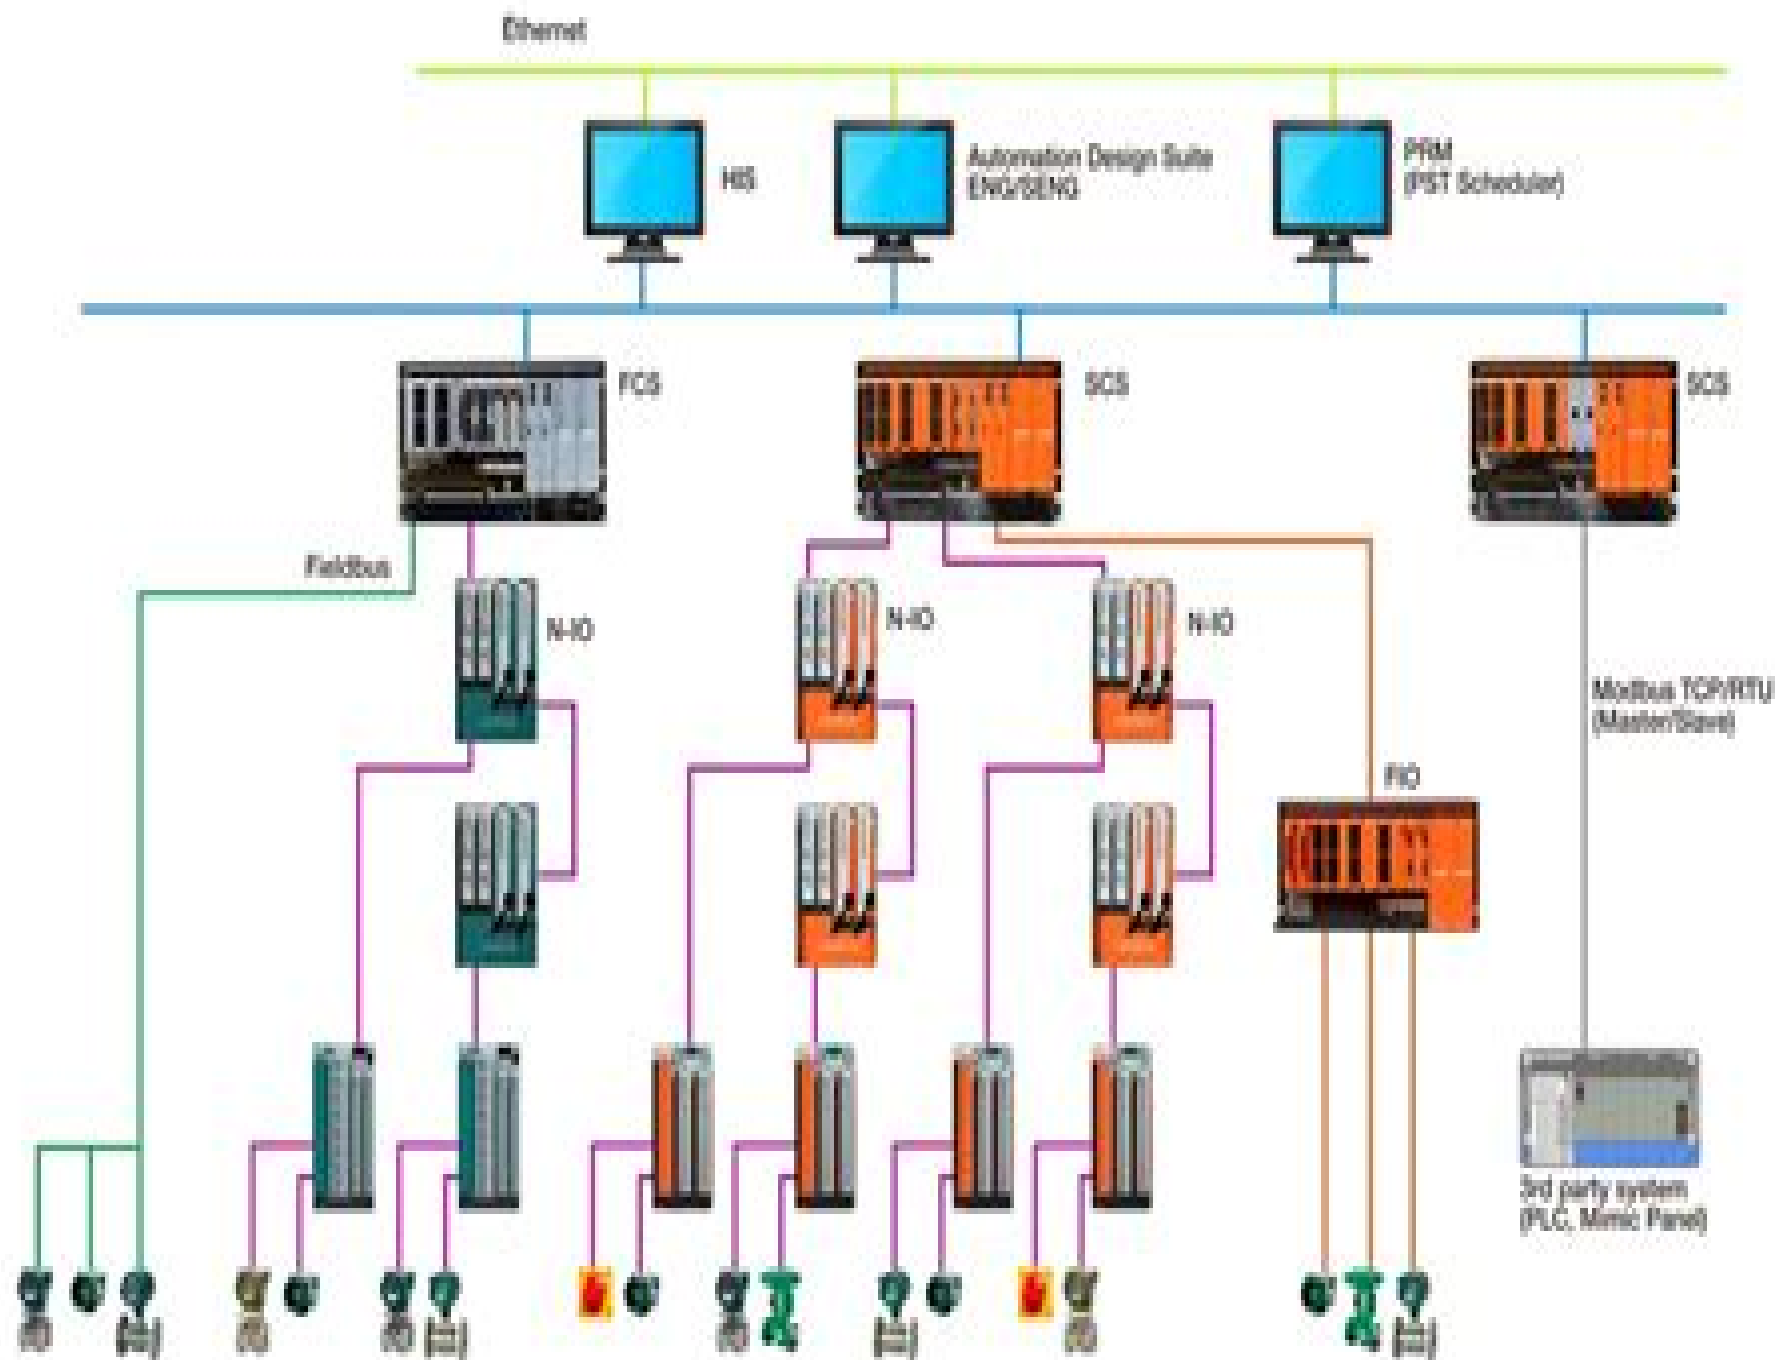 Ethernet
HIS
Automation Design Suite
ENG/SENG
PRM
(PST Scheduler)
FCS
SCS
SCS
Fieldbus
N-IO
N-IO
N-IO
Modbus TCP/RTU
(Master/Slave)
FIO
3rd party system
(PLC, Mimic Panel)